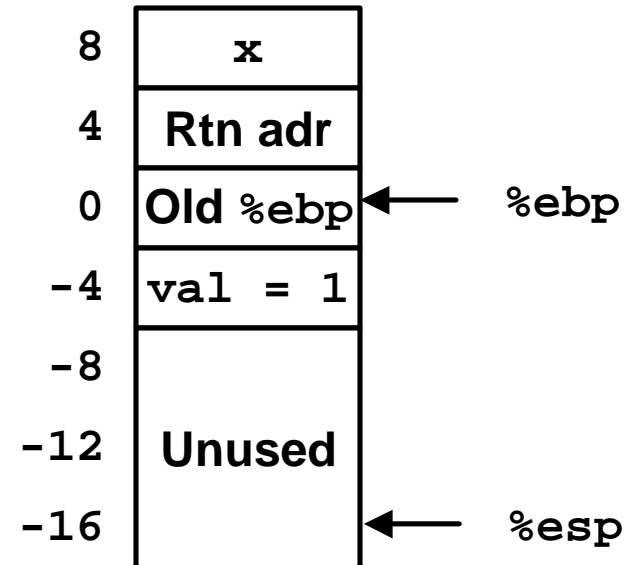 8 x
4 Rtn adr
0 Old %ebp %ebp
-4 val = 1
-8
-12 Unused
-16 %esp